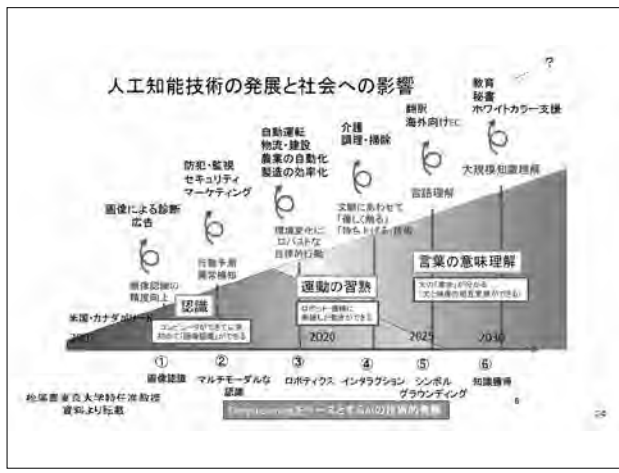 ?
人工知能技術の発展と社会への影響
教育
秘書
ホワイトカラー支援
翻訳
海外向けEC
介護
調理・掃除
自動運転
物流・建設
農業の自動化
製造の効率化
防犯・監視
セキュリティ
マーケティング
画像による診断
広告
大規模知識理解
言語理解
文脈にあわせて
「優しく触る」
「持ち上げる」技術
環境変化に
ロバストな
自律的行動
行動予測
異常検知
画像認識の
精度向上
認識
運動の習熟
言葉の意味理解
米国・カナダがリード
2020
2025
2030
①
②
③
④
⑤
⑥
画像認識
マルチモーダルな
認識
ロボティクス
インタラクション
シンボル
グラウンディング
知識獲得
松尾豊東京大学特任准教授
資料より転載